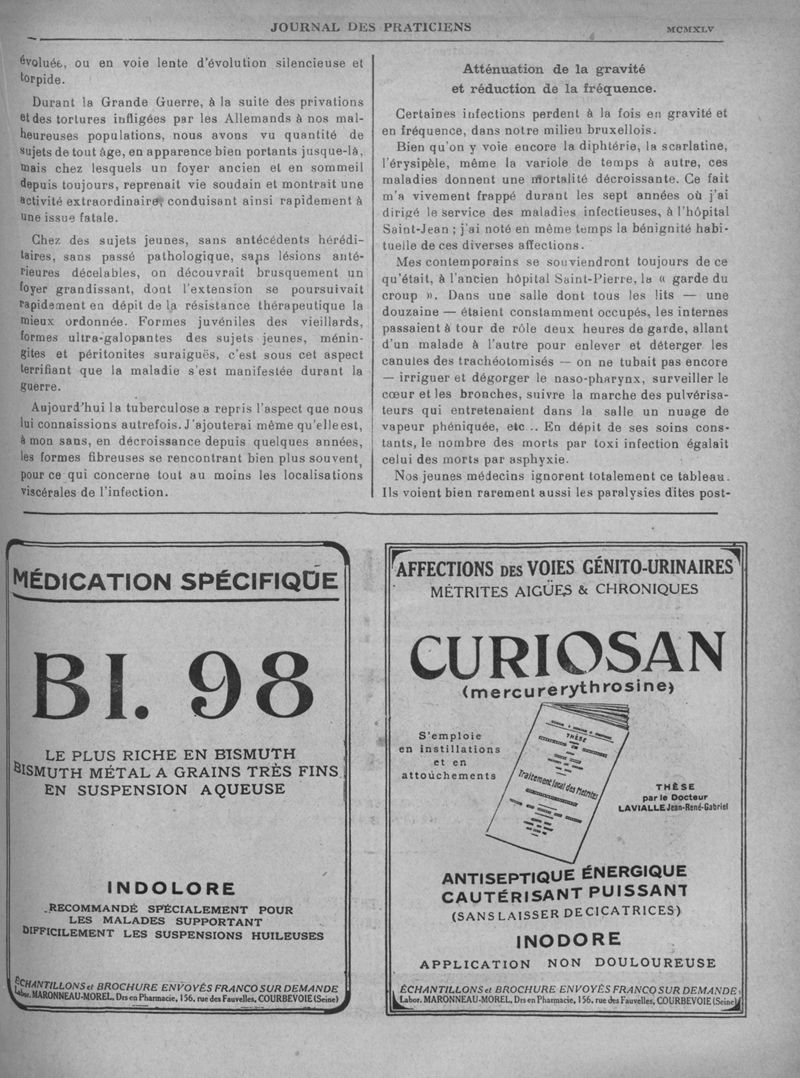 JOURNAL DES PRATICIENS
MCMXLV
évoluée, ou en voie lente d'évolution silencieuse et
torpide.
Durant la Grande Guerre, à la suite des privations
et des tortures infligées par les Allemands à nos mal-
heureuses populations, nous avons vu quantité de
sujets de tout âge, en apparence bien portants jusque-là,
mais chez lesquels un foyer ancien et en sommeil
depuis toujours, reprenait vie soudain et montrait une
activité extraordinaire, conduisant ainsi rapidement à
une issue fatale.
Chez des sujets jeunes, sans antécédents hérédi-
taires, sans passé pathologique, sans lésions anté-
rieures décelables, on découvrait brusquement un
foyer grandissant, dont l'extension se poursuivait
rapidement en dépit de la résistance thérapeutique la
mieux ordonnée. Formes juvéniles des vieillards,
formes ultra-galopantes des sujets jeunes, ménin-
gites et péritonites suraiguës, c'est sous cet aspect
terrifiant que la maladie s'est manifestée durant la
guerre.
Aujourd'hui la tuberculose a repris l'aspect que nous
lui connaissions autrefois. J'ajouterai même qu'elle est,
à mon sans, en décroissance depuis quelques années,
les formes fibreuses se rencontrant bien plus souvent,
pour ce qui concerne tout au moins les localisations
viscérales de l'infection.
Atténuation de la gravité
et réduction de la fréquence.
Certaines infections perdent à la fois en gravité et
en fréquence, dans notre milieu bruxellois.
Bien qu'on y voie encore la diphtérie, la scarlatine,
l'érysipèle, même la variole de temps à autre, ces
maladies donnent une mortalité décroissante. Ce fait
m'a vivement frappé durant les sept années où j'ai
dirigé le service des maladies infectieuses, à l'hôpital
Saint-Jean ; j'ai noté en même temps la bénignité habi-
tuelle de ces diverses affections.
Mes contemporains se souviendront toujours de ce
qu'était, à l'ancien hôpital Saint-Pierre, la « garde du
croup ». Dans une salle dont tous les lits — une
douzaine — étaient constamment occupés, les internes
passaient à tour de rôle deux heures de garde, allant
d'un malade à l'autre pour enlever et déterger les
canules des trachéotomisés — on ne tubait pas encore
— irriguer et dégorger le naso-pharynx, surveiller le
cœur et les bronches, suivre la marche des pulvérisa-
teurs qui entretenaient dans la salle un nuage de
vapeur phéniquée, etc .. En dépit de ses soins cons-
tants, le nombre des morts par toxi infection égalait
celui des morts par asphyxie.
Nos jeunes médecins ignorent totalement ce tableau.
Ils voient bien rarement aussi les paralysies dites post-
MÉDICATION SPÉCIFIQUE
BI. 98
LE PLUS RICHE EN BISMUTH
BISMUTH MÉTAL A GRAINS TRÈS FINS
EN SUSPENSION AQUEUSE
INDOLORE
RECOMMANDÉ SPÉCIALEMENT POUR
LES MALADES SUPPORTANT
DIFFICILEMENT LES SUSPENSIONS HUILEUSES
ÉCHANTILLONS et BROCHURE ENVOYÉS FRANCO SUR DEMANDE
Labor. MARONNEAU-MOREL, Drs en Pharmacie, 156, rue des Fauvelles, COURBEVOIE (Seine)
AFFECTIONS DES VOIES GÉNITO-URINAIRES
MÉTRITES AIGÜES & CHRONIQUES
CURIOSAN
(mercurerythrosine)
S'emploie
en instillations
et en
attouchements
THÈSE
Traitement local des Metrites
THÈSE
par le Docteur
LAVIALLE Jean-René-Gabriel
ANTISEPTIQUE ÉNERGIQUE
CAUTÉRISANT PUISSANT
(SANS LAISSER DE CICATRICES)
INODORE
APPLICATION NON DOULOUREUSE
ÉCHANTILLONS et BROCHURE ENVOYÉS FRANCO SUR DEMANDE
Labor. MARONNEAU-MOREL, Drs en Pharmacie, 156, rue des Fauvelles, COURBEVOIE (Seine)